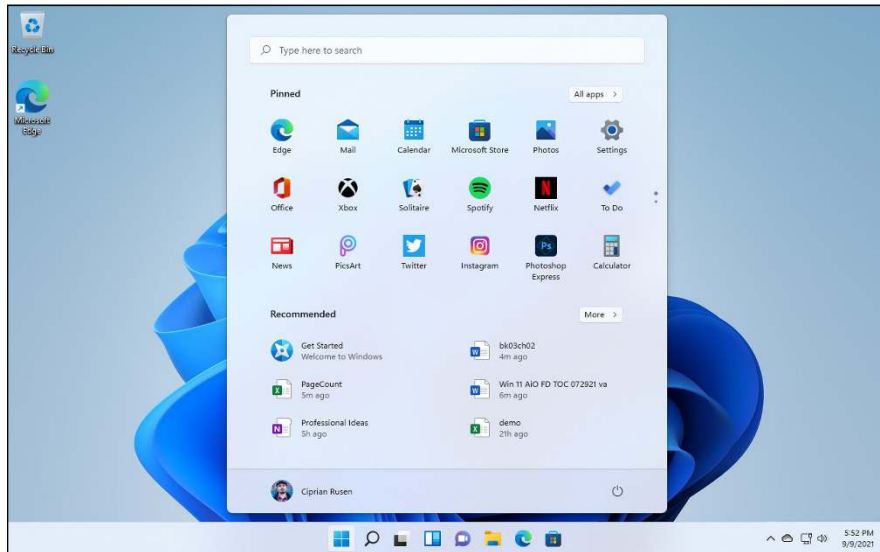 Recycle Bin
Microsoft
Edge
Type here to search
Pinned
All apps >
Edge
Mail
Calendar
Microsoft Store
Photos
Settings
Office
Xbox
Solitaire
Spotify
Netflix
To Do
News
PicsArt
Twitter
Instagram
Ps
Photoshop
Express
Calculator
Recommended
More >
Get Started
Welcome to Windows
bk03ch02
4m ago
PageCount
5m ago
Win 11 AiO FD TOC 072921 va
6m ago
Professional Ideas
5h ago
demo
21h ago
Ciprian Rusen
5:52 PM
9/9/2021